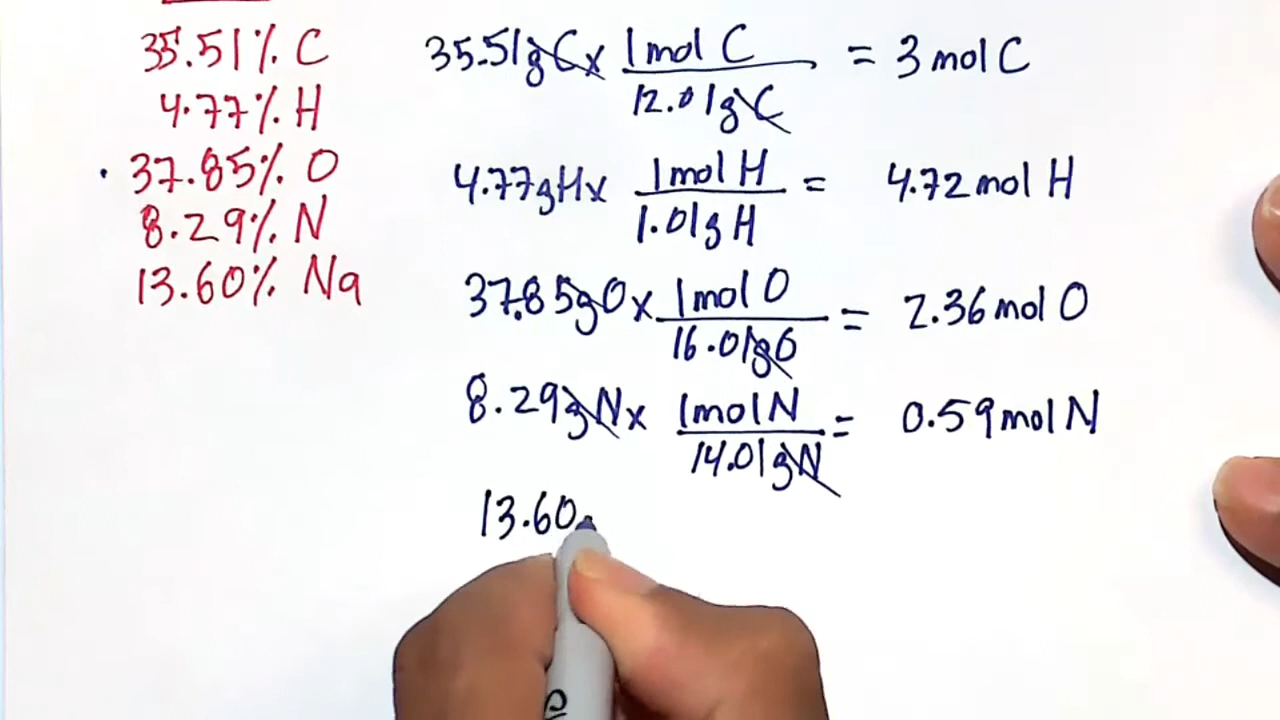 35.51% C
4.77% H
37.85% O
8.29% N
13.60% Na
35.51gC x 1mol C / 12.01gC = 3 mol C
4.77gH x 1mol H / 1.01g H = 4.72 mol H
37.85gO x 1mol O / 16.01gO = 2.36 mol O
8.29gN x 1mol N / 14.01gN = 0.59 mol N
13.60